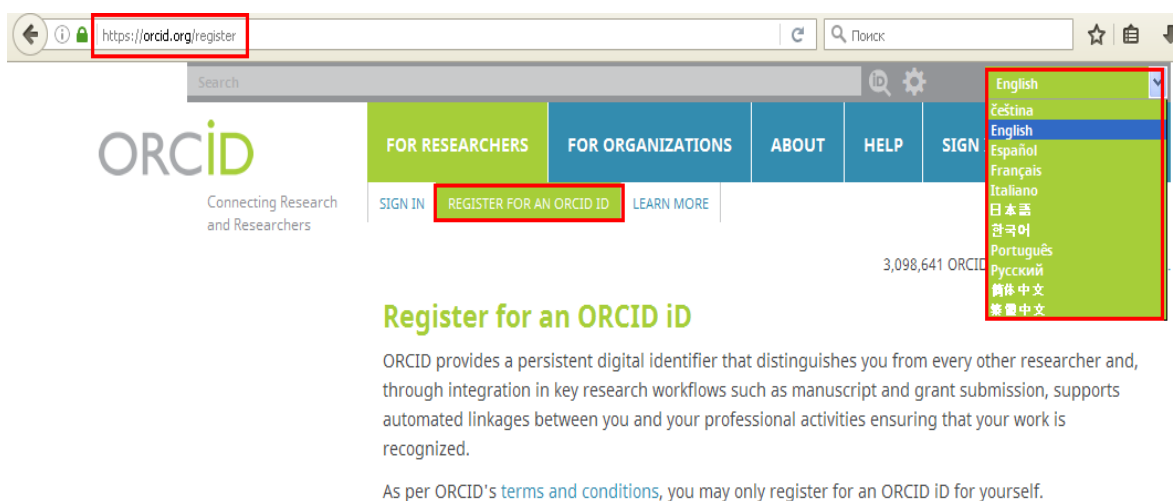 https://orcid.org/register
Поиск
Search
English
čeština
English
Español
Français
Italiano
日本語
한국어
Português
Русский
简体中文
繁體中文
ORCiD
Connecting Research
and Researchers
FOR RESEARCHERS
FOR ORGANIZATIONS
ABOUT
HELP
SIGN
SIGN IN
REGISTER FOR AN ORCID ID
LEARN MORE
3,098,641 ORCID
Register for an ORCID iD
ORCID provides a persistent digital identifier that distinguishes you from every other researcher and,
through integration in key research workflows such as manuscript and grant submission, supports
automated linkages between you and your professional activities ensuring that your work is
recognized.
As per ORCID's terms and conditions, you may only register for an ORCID iD for yourself.